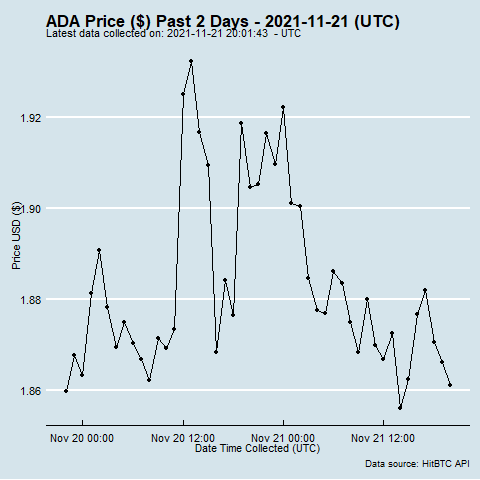 ADA Price ($) Past 2 Days - 2021-11-21 (UTC)
Latest data collected on: 2021-11-21 20:01:43 - UTC
Price USD ($)
1.92
1.90
1.88
1.86
Nov 20 00:00 Nov 20 12:00 Nov 21 00:00 Nov 21 12:00
Date Time Collected (UTC)
Data source: HitBTC API